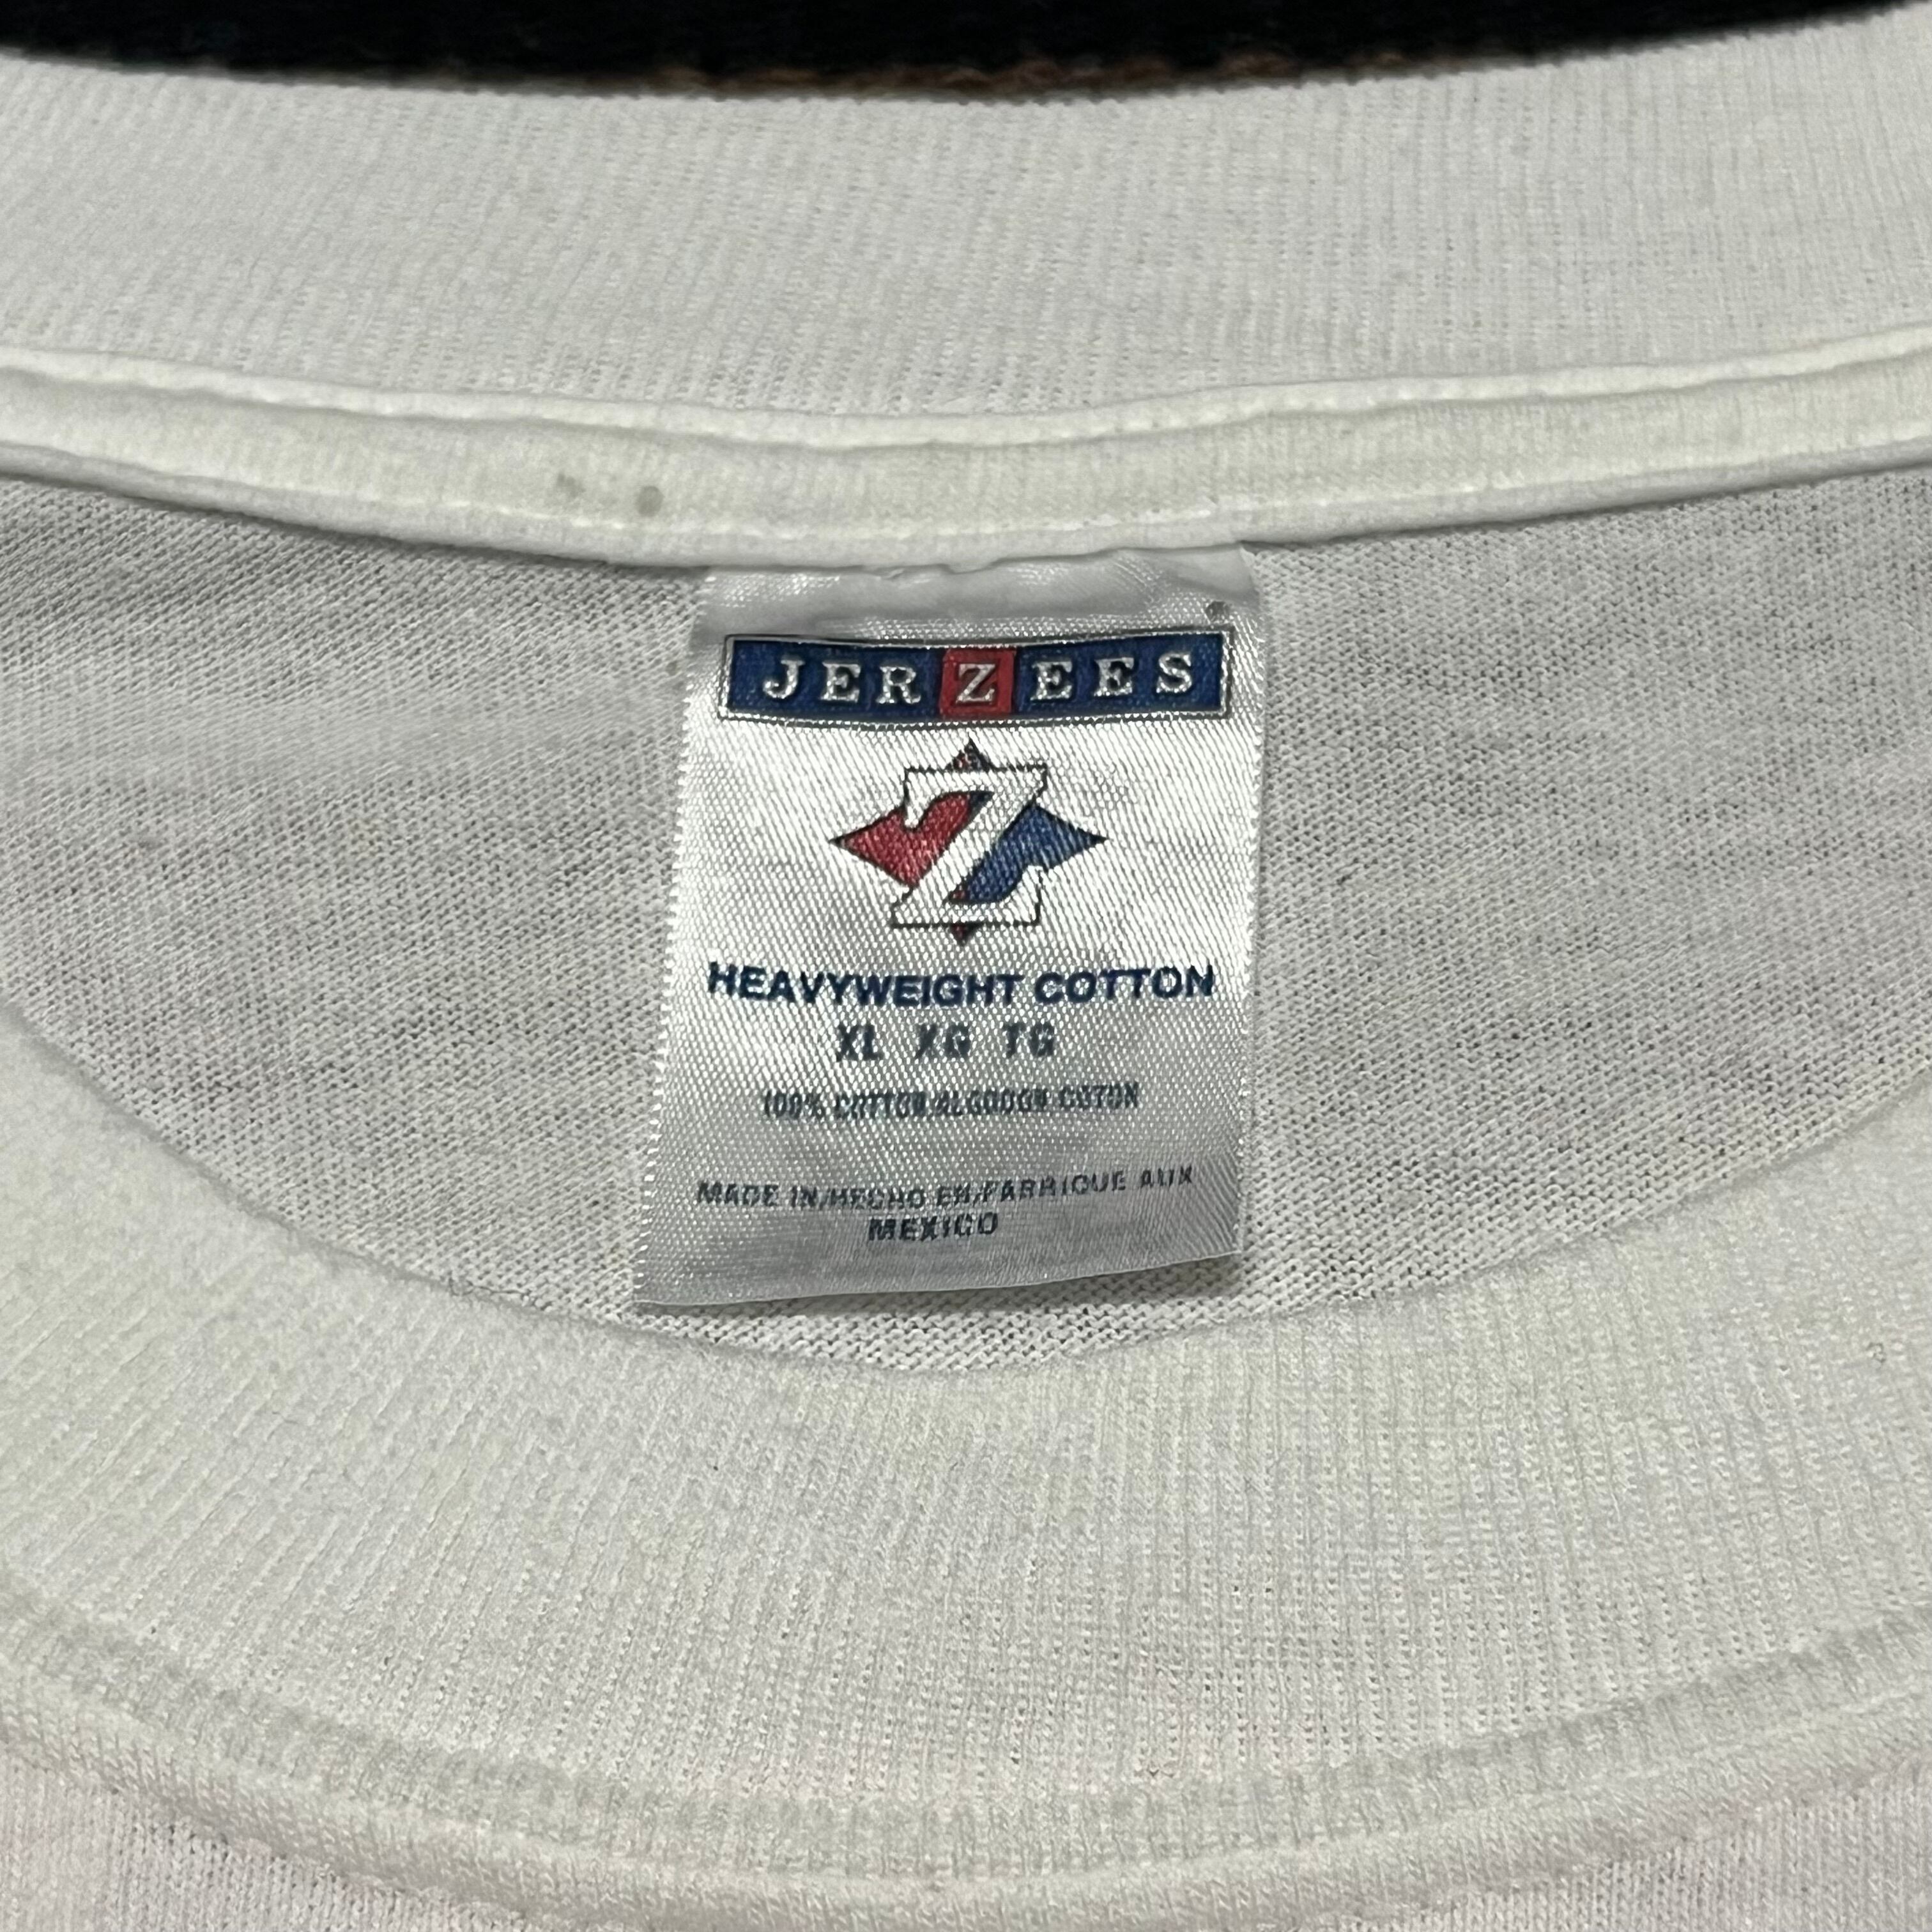 JERZEES
Z
HEAVYWEIGHT COTTON
XL XG TG
100% COTTON/ALGODON/COTON
MADE IN/HECHO EN/FABRIQUE AUX
MEXICO